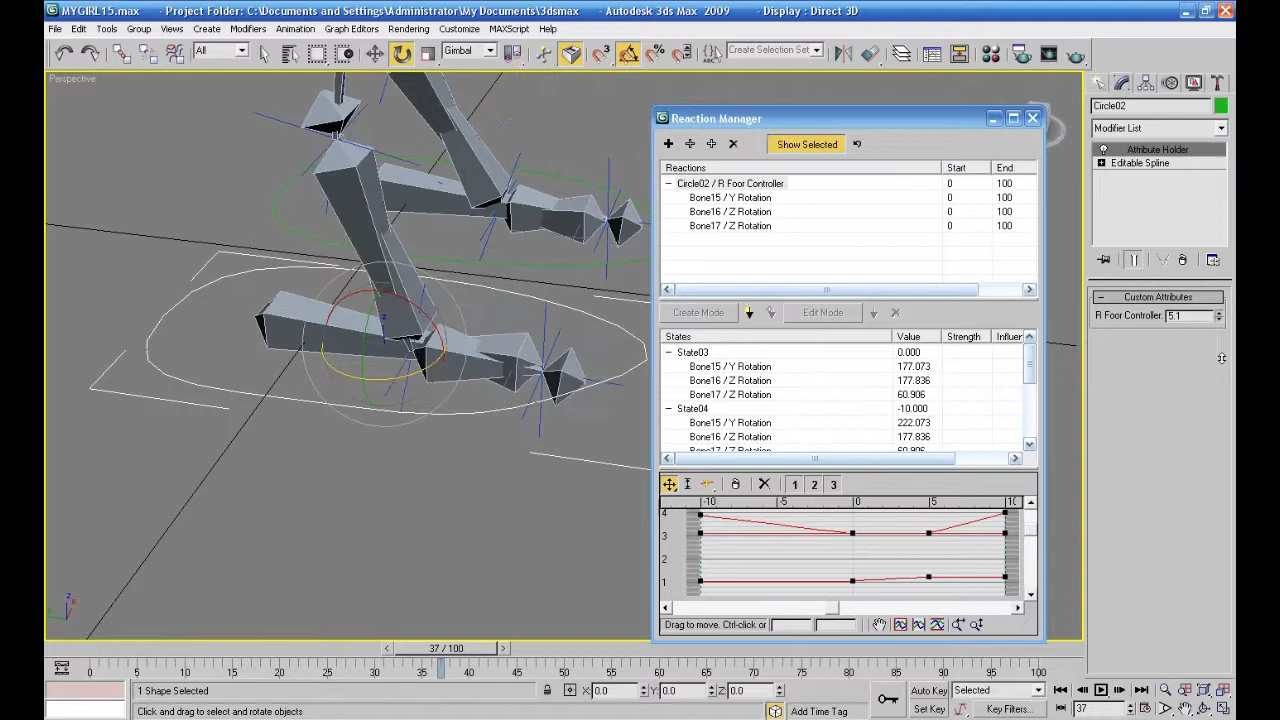 MYGIRL15.max - Project Folder: C:\Documents and Settings\Administrator\My Documents\3dsmax - Autodesk 3ds Max 2009 - Display : Direct 3D
File Edit Tools Group Views Create Modifiers Animation Graph Editors Rendering Customize MAXScript Help
All Gimbal Create Selection Set
Perspective
Reaction Manager
Show Selected
Reactions Start End
Circle02 / R Foor Controller 0 100
Bone15 / Y Rotation 0 100
Bone16 / Z Rotation 0 100
Bone17 / Z Rotation 0 100
Create Mode Edit Mode
States Value Strength Influer
State03 0.000
Bone15 / Y Rotation 177.073
Bone16 / Z Rotation 177.836
Bone17 / Z Rotation 60.906
State04 -10.000
Bone15 / Y Rotation 222.073
Bone16 / Z Rotation 177.836
Bone17 / Z Rotation 60.906
1 2 3
-10 -5 0 5 10
4
3
2
1
Drag to move. Ctrl-click or
Circle02
Modifier List
Attribute Holder
Editable Spline
Custom Attributes
R Foor Controller: 5.1
37 / 100
0 5 10 15 20 25 30 35 40 45 50 55 60 65 70 75 80 85 90 95 100
1 Shape Selected X: 0.0 Y: 0.0 Z: 0.0 Auto Key Selected
Click and drag to select and rotate objects Add Time Tag Set Key Key Filters... 37